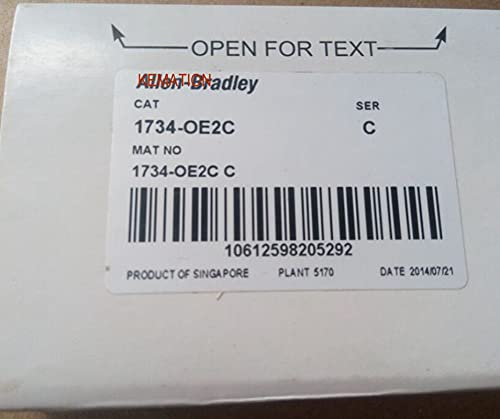 OPEN FOR TEXT
Allen-Bradley
CAT SER
1734-OE2C C
MAT NO
1734-OE2C C
10612598205292
PRODUCT OF SINGAPORE PLANT 5170 DATE 2014/07/21